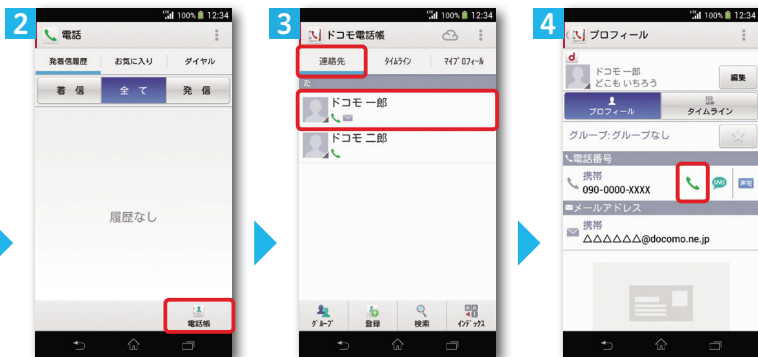 2
100% 12:34
電話
発着信履歴 お気に入り ダイヤル
着 信 全 て 発 信
履歴なし
電話帳
3
100% 12:34
ドコモ電話帳
連絡先 ﾀｲﾑﾗｲﾝ ﾏｲﾌﾟﾛﾌｨｰﾙ
た
ドコモ 一郎
ドコモ 二郎
ｸﾞﾙｰﾌﾟ 登録 検索 ｲﾝﾃﾞｯｸｽ
4
100% 12:34
プロフィール
d
ドコモ 一郎
どこも いちろう
編集
プロフィール タイムライン
グループ:グループなし
電話番号
携帯
090-0000-XXXX
SMS
メールアドレス
携帯
△△△△△△@docomo.ne.jp